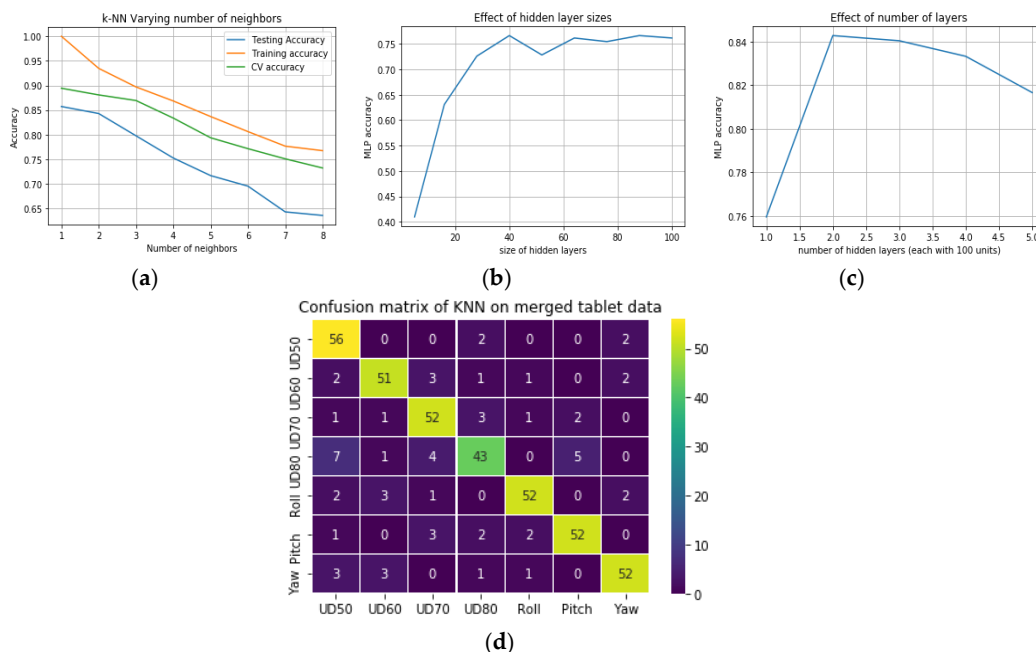 k-NN Varying number of neighbors
Testing Accuracy
Training accuracy
CV accuracy
1.00
0.95
0.90
0.85
0.80
0.75
0.70
0.65
Accuracy
1 2 3 4 5 6 7 8
Number of neighbors
(a)
Effect of hidden layer sizes
0.75
0.70
0.65
0.60
0.55
0.50
0.45
0.40
MLP accuracy
20 40 60 80 100
size of hidden layers
(b)
Effect of number of layers
0.84
0.82
0.80
0.78
0.76
MLP accuracy
1.0 1.5 2.0 2.5 3.0 3.5 4.0 4.5 5.0
number of hidden layers (each with 100 units)
(c)
Confusion matrix of KNN on merged tablet data
UD50 56 0 0 2 0 0 2
UD60 2 51 3 1 1 0 2
UD70 1 1 52 3 1 2 0
UD80 7 1 4 43 0 5 0
Roll 2 3 1 0 52 0 2
Pitch 1 0 3 2 2 52 0
Yaw 3 3 0 1 1 0 52
UD50 UD60 UD70 UD80 Roll Pitch Yaw
50
40
30
20
10
0
(d)